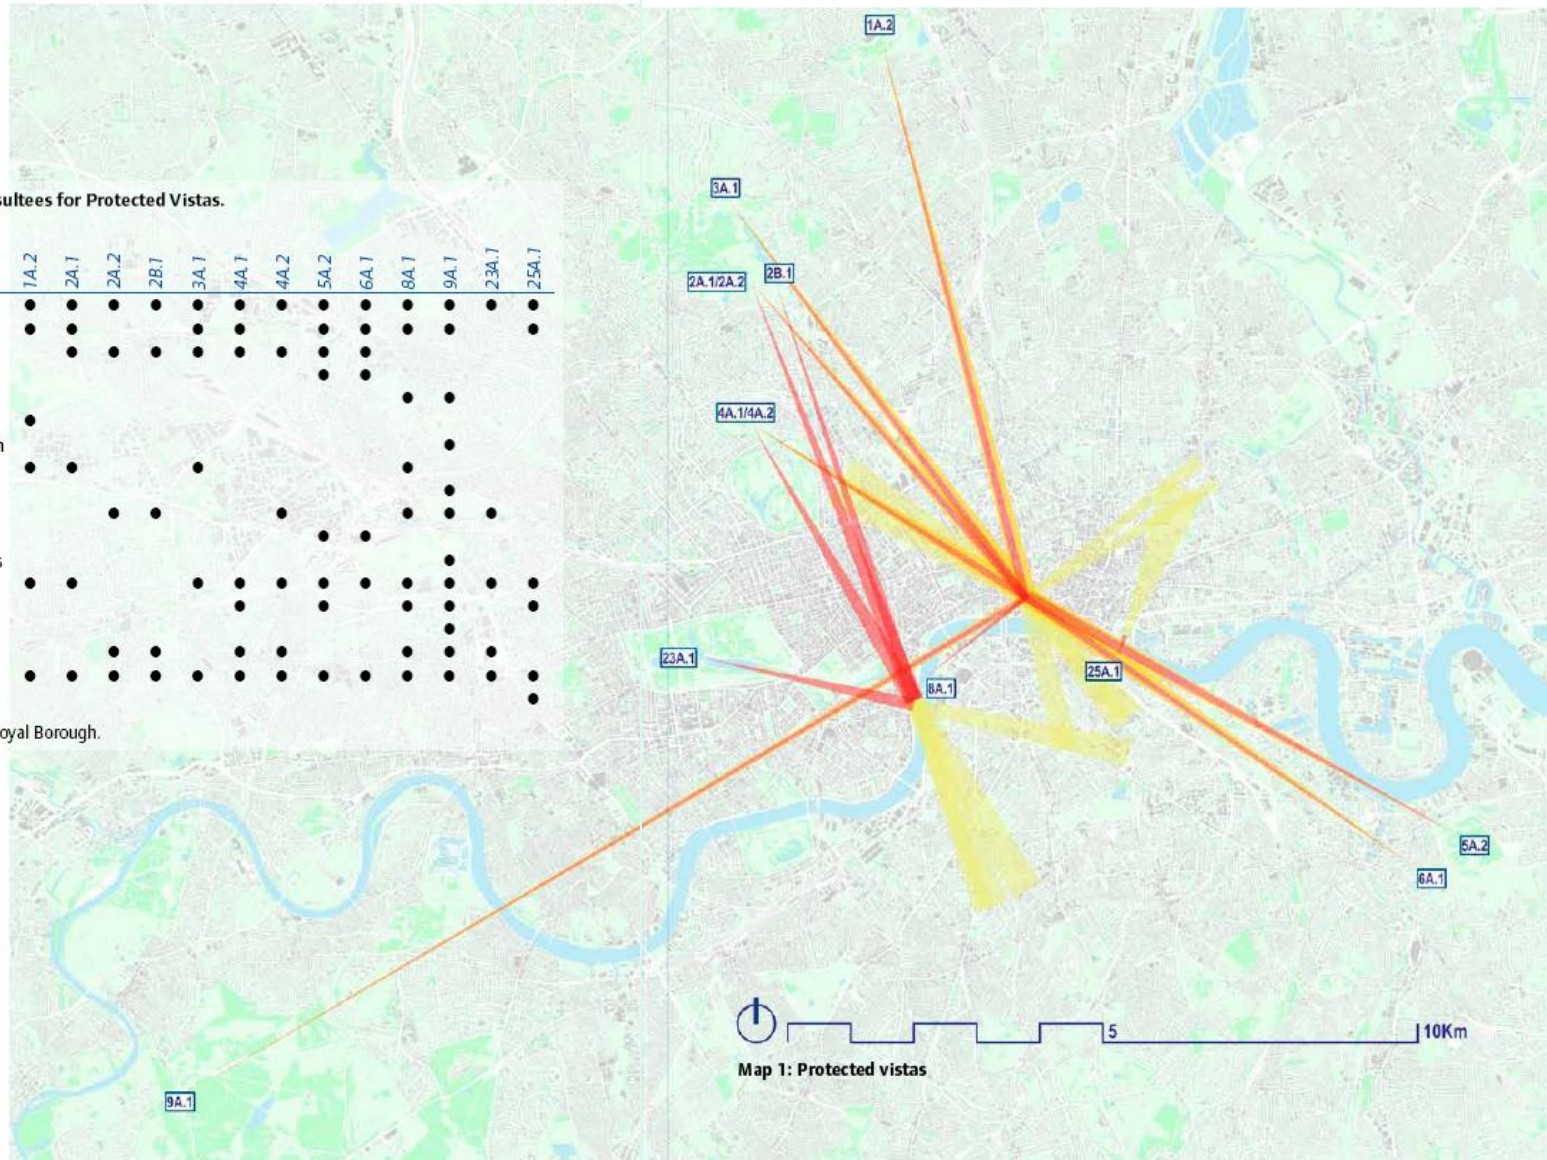 1A.2
3A.1
2B.1
2A.1/2A.2
4A.1/4A.2
23A.1
8A.1
25A.1
5A.2
6A.1
9A.1
sultees for Protected Vistas.
1A.2 2A.1 2A.2 2B.1 3A.1 4A.1 4A.2 5A.2 6A.1 8A.1 9A.1 23A.1 25A.1
oyal Borough.
5 10Km
Map 1: Protected vistas